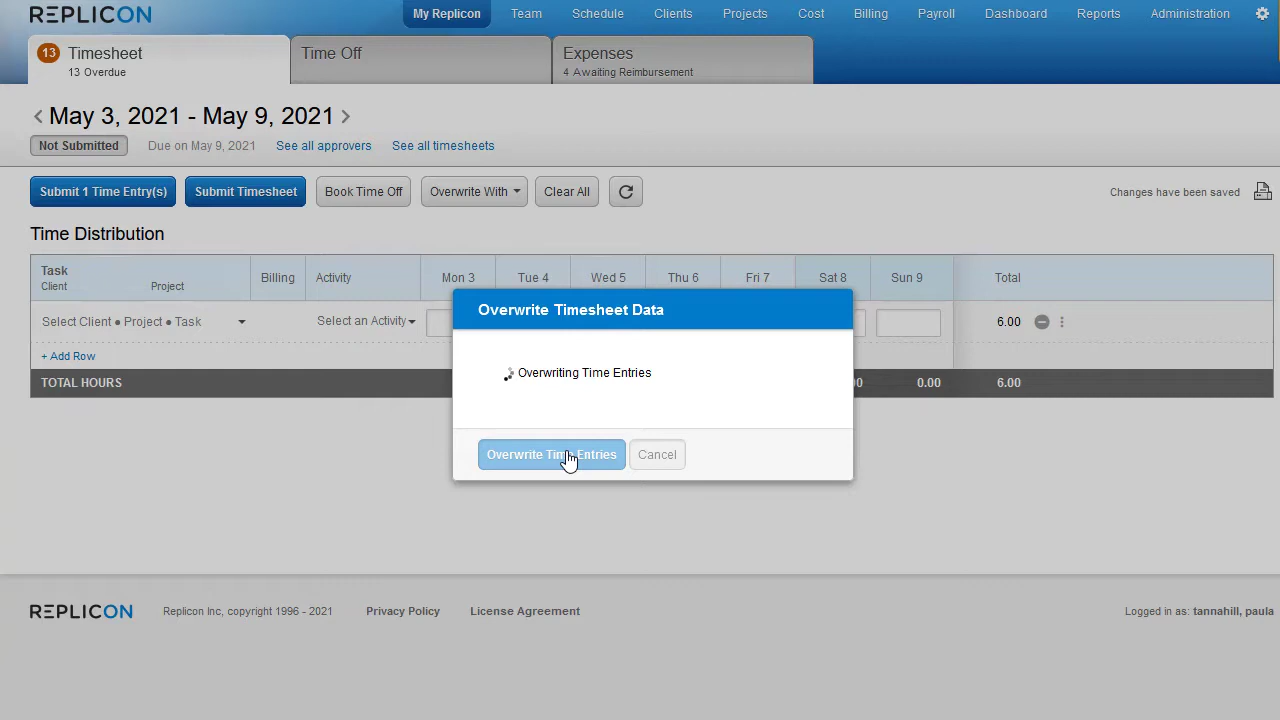 REPLICON
My Replicon Team Schedule Clients Projects Cost Billing Payroll Dashboard Reports Administration
13 Timesheet
13 Overdue
Time Off
Expenses
4 Awaiting Reimbursement
May 3, 2021 - May 9, 2021
Not Submitted Due on May 9, 2021 See all approvers See all timesheets
Submit 1 Time Entry(s) Submit Timesheet Book Time Off Overwrite With Clear All Changes have been saved
Time Distribution
Task Billing Activity Mon 3 Tue 4 Wed 5 Thu 6 Fri 7 Sat 8 Sun 9 Total
Client Project
Select Client ● Project ● Task Select an Activity 6.00
+ Add Row
TOTAL HOURS 0.00 6.00
Overwrite Timesheet Data
Overwriting Time Entries
Overwrite Time Entries Cancel
REPLICON Replicon Inc, copyright 1996 - 2021 Privacy Policy License Agreement Logged in as: tannahill, paula